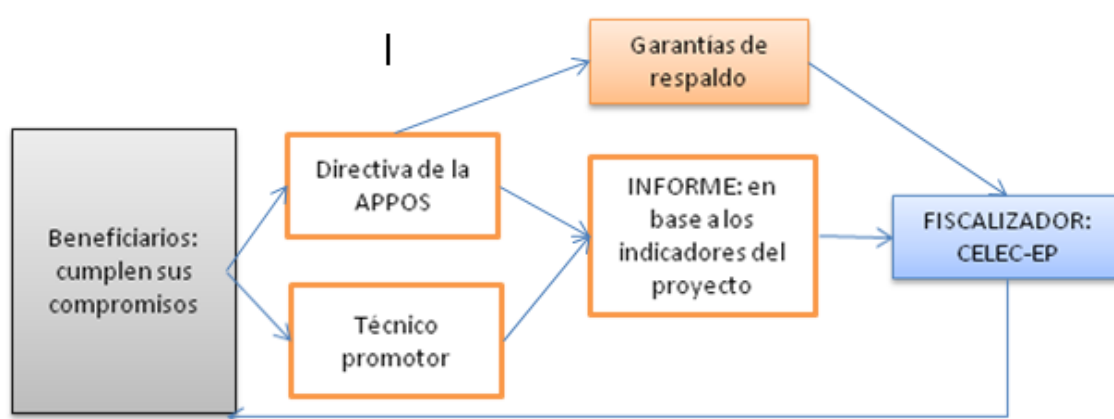 Garantías de
respaldo
Directiva de la
APPOS
INFORME: en
base a los
indicadores del
proyecto
FISCALIZADOR:
CELEC-EP
Beneficiarios:
cumplen sus
compromisos
Técnico
promotor